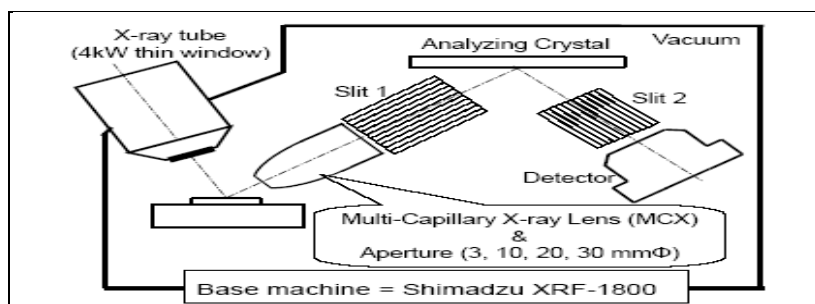 X-ray tube
(4kW thin window)
Analyzing Crystal
Vacuum
Slit 1
Slit 2
Detector
Multi-Capillary X-ray Lens (MCX)
&
Aperture (3, 10, 20, 30 mmΦ)
Base machine = Shimadzu XRF-1800